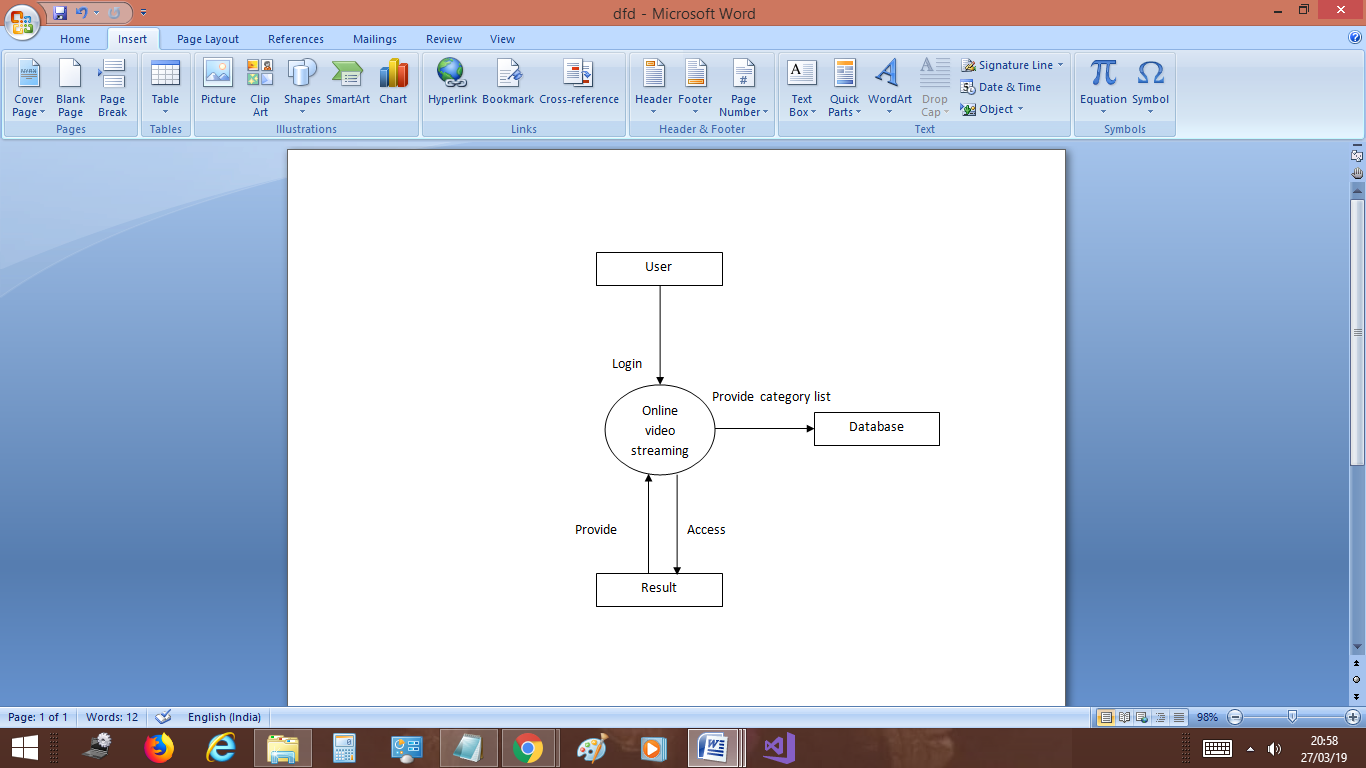 dfd - Microsoft Word
Home Insert Page Layout References Mailings Review View
Cover Page
Blank Page
Page Break
Pages
Table
Tables
Picture
Clip Art
Shapes
SmartArt
Chart
Illustrations
Hyperlink
Bookmark
Cross-reference
Links
Header
Footer
Page Number
Header & Footer
Text Box
Quick Parts
WordArt
Drop Cap
Signature Line
Date & Time
Object
Text
Equation
Symbol
Symbols
User
Login
Online
video
streaming
Provide category list
Database
Provide
Access
Result
Page: 1 of 1 Words: 12 English (India) 98%
20:58
27/03/19